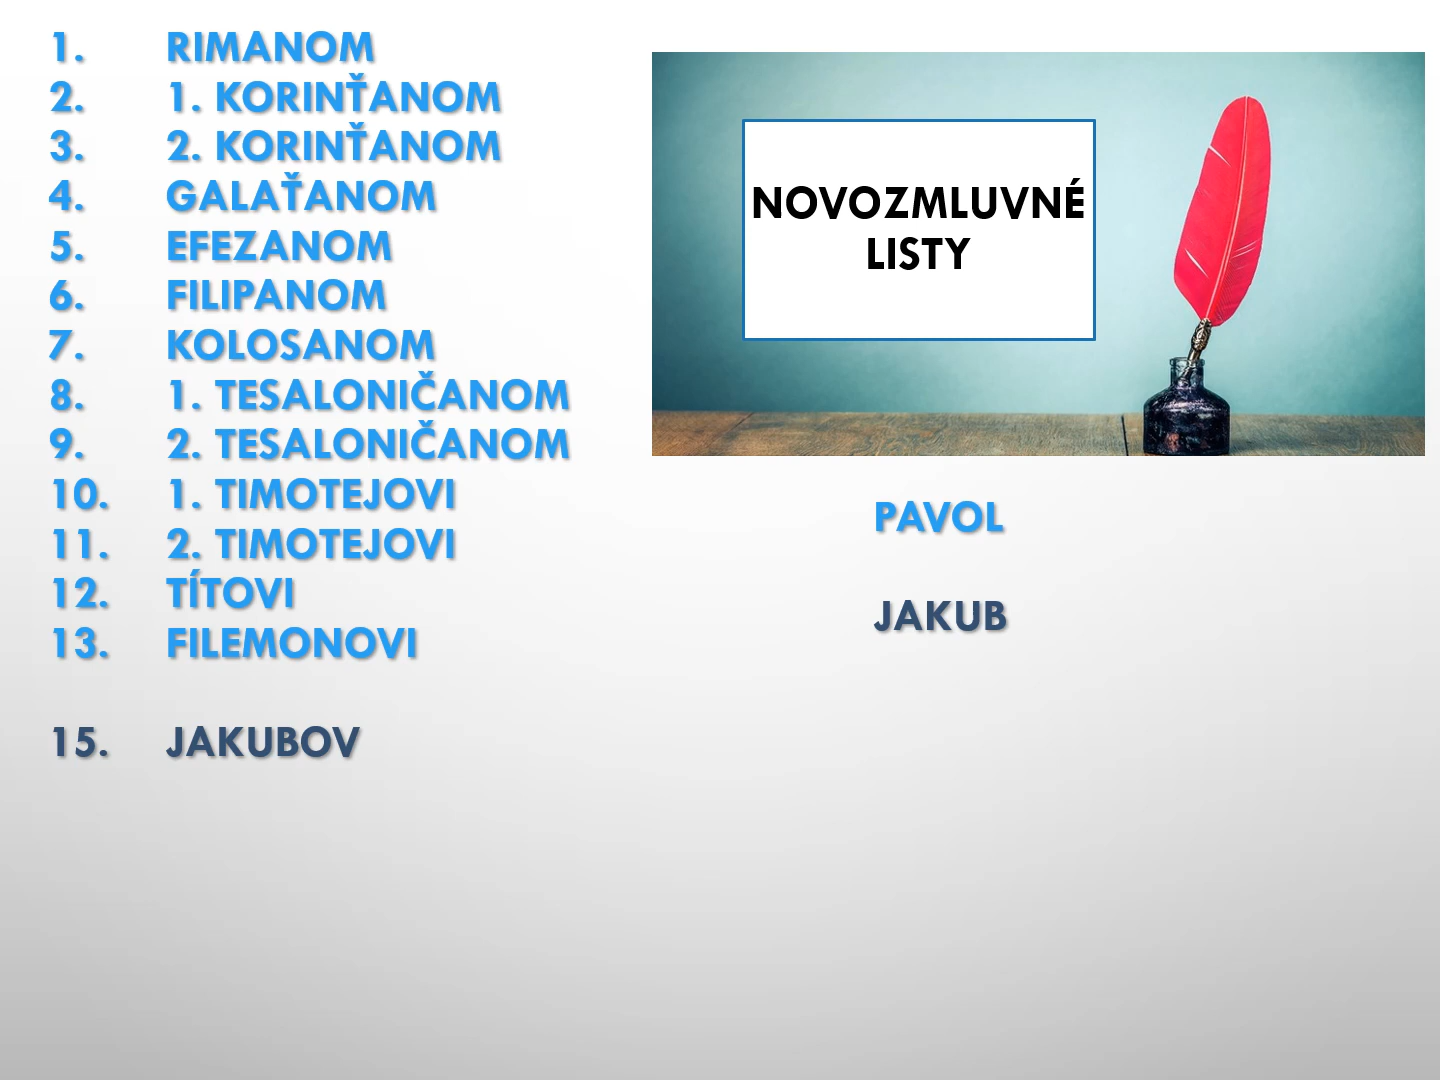 1. RIMANOM
2. 1. KORINŤANOM
3. 2. KORINŤANOM
4. GALAŤANOM
5. EFEZANOM
6. FILIPANOM
7. KOLOSANOM
8. 1. TESALONIČANOM
9. 2. TESALONIČANOM
10. 1. TIMOTEJOVI
11. 2. TIMOTEJOVI
12. TÍTOVI
13. FILEMONOVI
15. JAKUBOV
NOVOZMLUVNÉ
LISTY
PAVOL
JAKUB